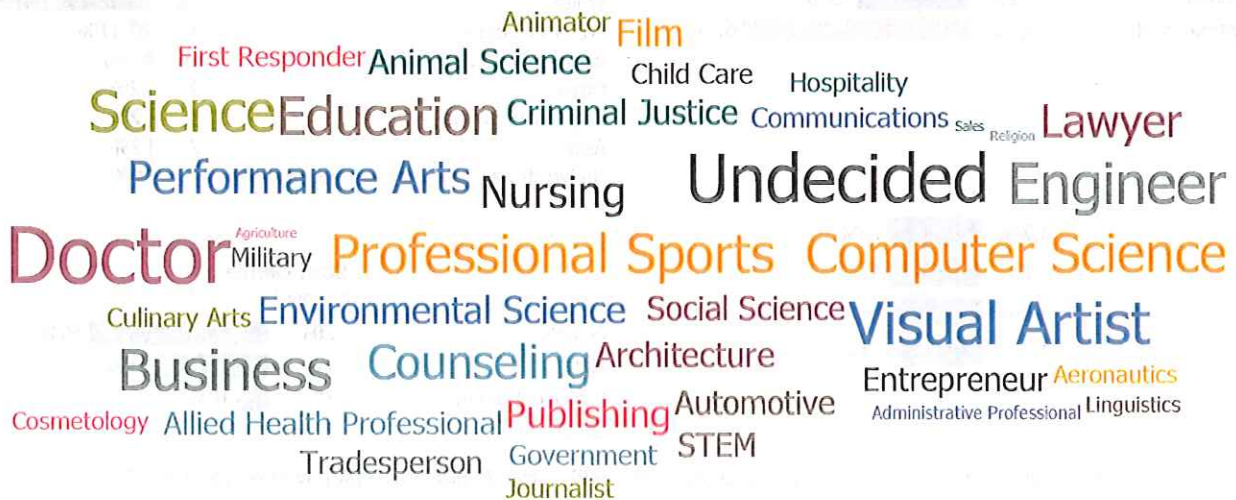 Animator Film
First Responder Animal Science Child Care Hospitality
Science Education Criminal Justice Communications Sales Religion Lawyer
Performance Arts Nursing Undecided Engineer
Doctor Agriculture Military Professional Sports Computer Science
Culinary Arts Environmental Science Social Science Visual Artist
Business Counseling Architecture Entrepreneur Aeronautics
Cosmetology Allied Health Professional Publishing Automotive Administrative Professional Linguistics
Tradesperson Government STEM
Journalist